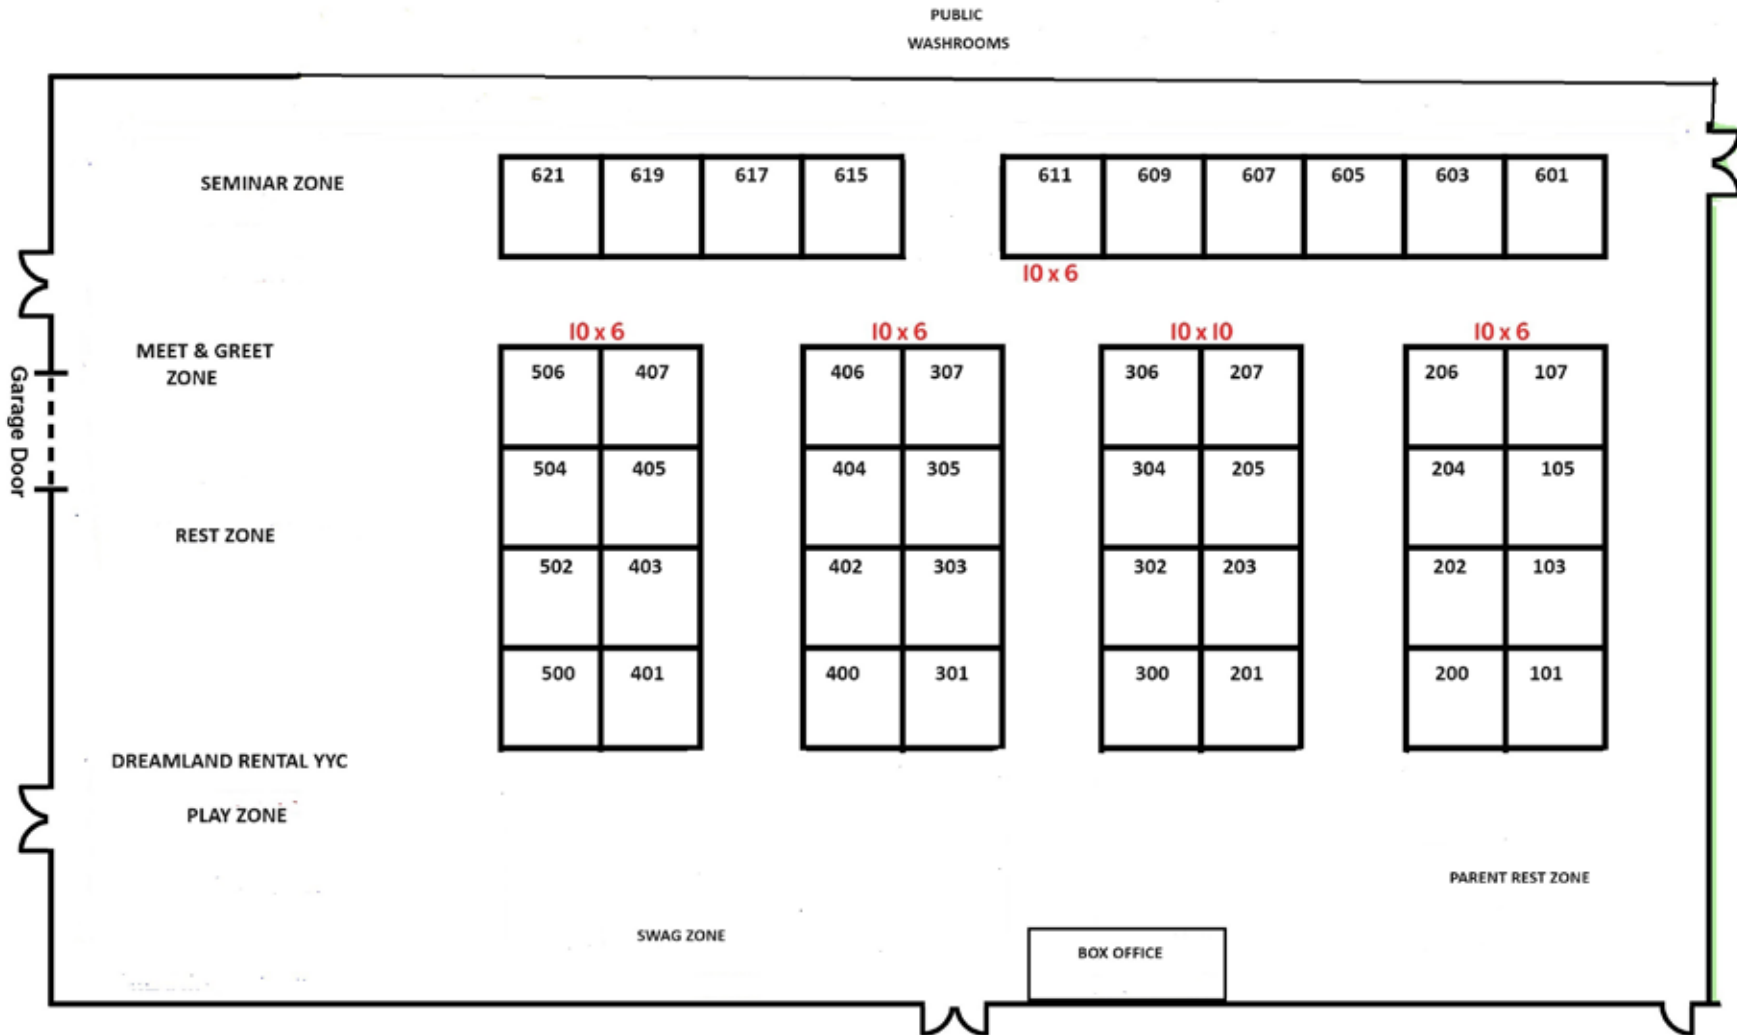 PUBLIC
WASHROOMS
SEMINAR ZONE
621 619 617 615 611 609 607 605 603 601
10 x 6
10 x 6 10 x 6 10 x 10 10 x 6
MEET & GREET
ZONE
Garage Door
506 407 406 307 306 207 206 107
504 405 404 305 304 205 204 105
REST ZONE
502 403 402 303 302 203 202 103
500 401 400 301 300 201 200 101
DREAMLAND RENTAL YYC
PLAY ZONE
PARENT REST ZONE
SWAG ZONE
BOX OFFICE